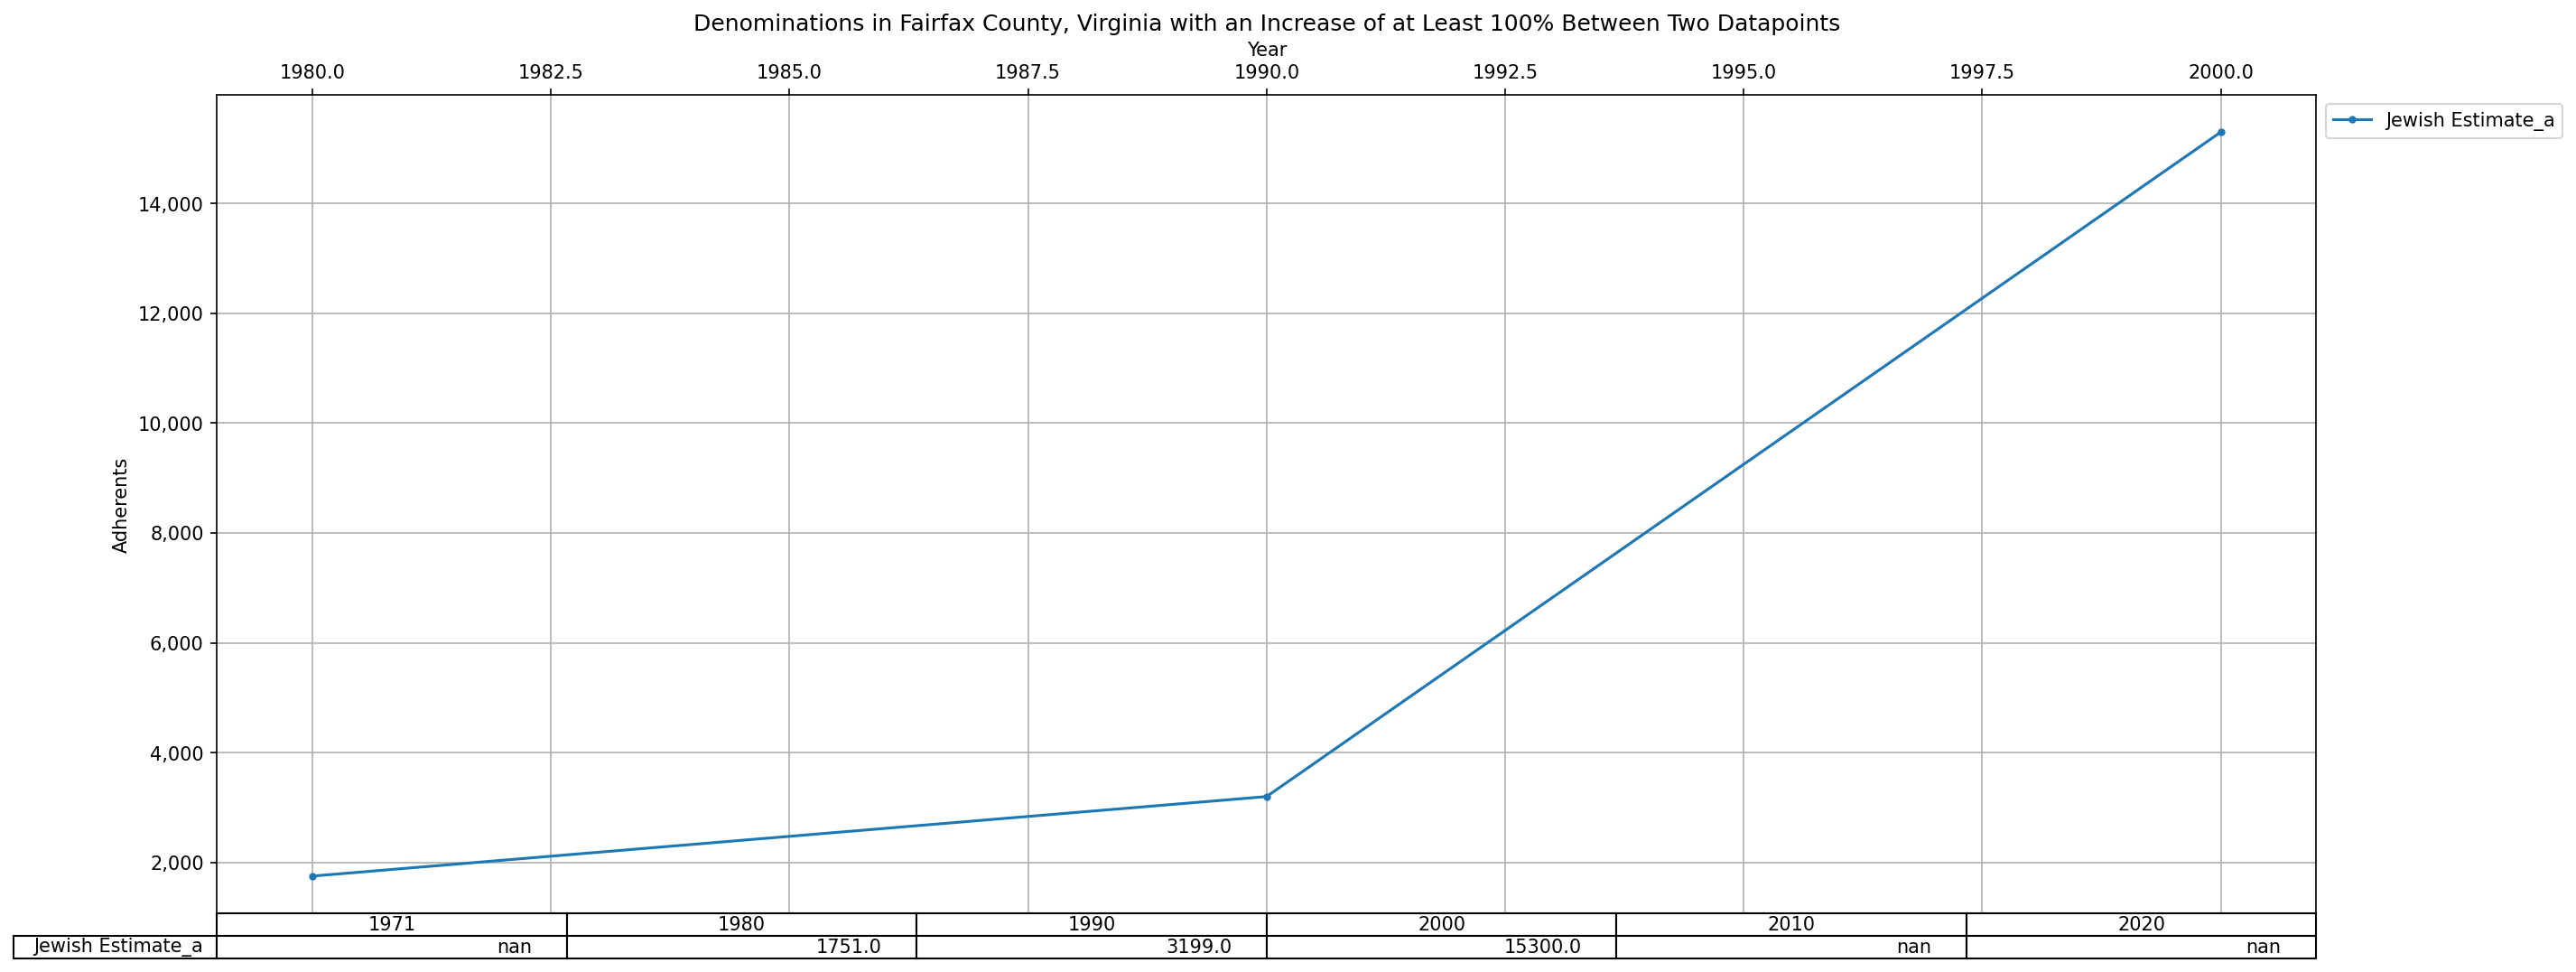 Denominations in Fairfax County, Virginia with an Increase of at Least 100% Between Two Datapoints
Year
1980.0 1982.5 1985.0 1987.5 1990.0 1992.5 1995.0 1997.5 2000.0
Jewish Estimate_a
14,000
12,000
10,000
8,000
6,000
4,000
2,000
Adherents
1971 1980 1990 2000 2010 2020
Jewish Estimate_a nan 1751.0 3199.0 15300.0 nan nan